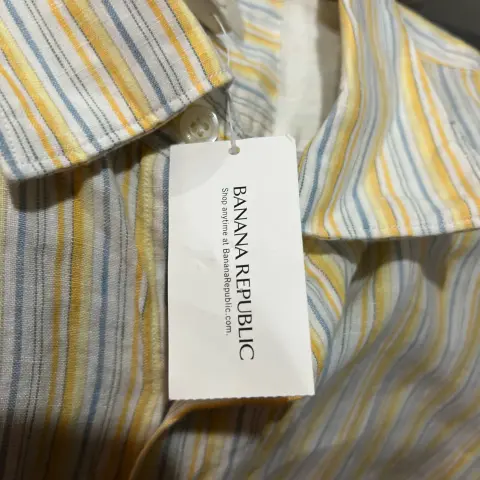 BANANA REPUBLIC
Shop anytime at BananaRepublic.com.